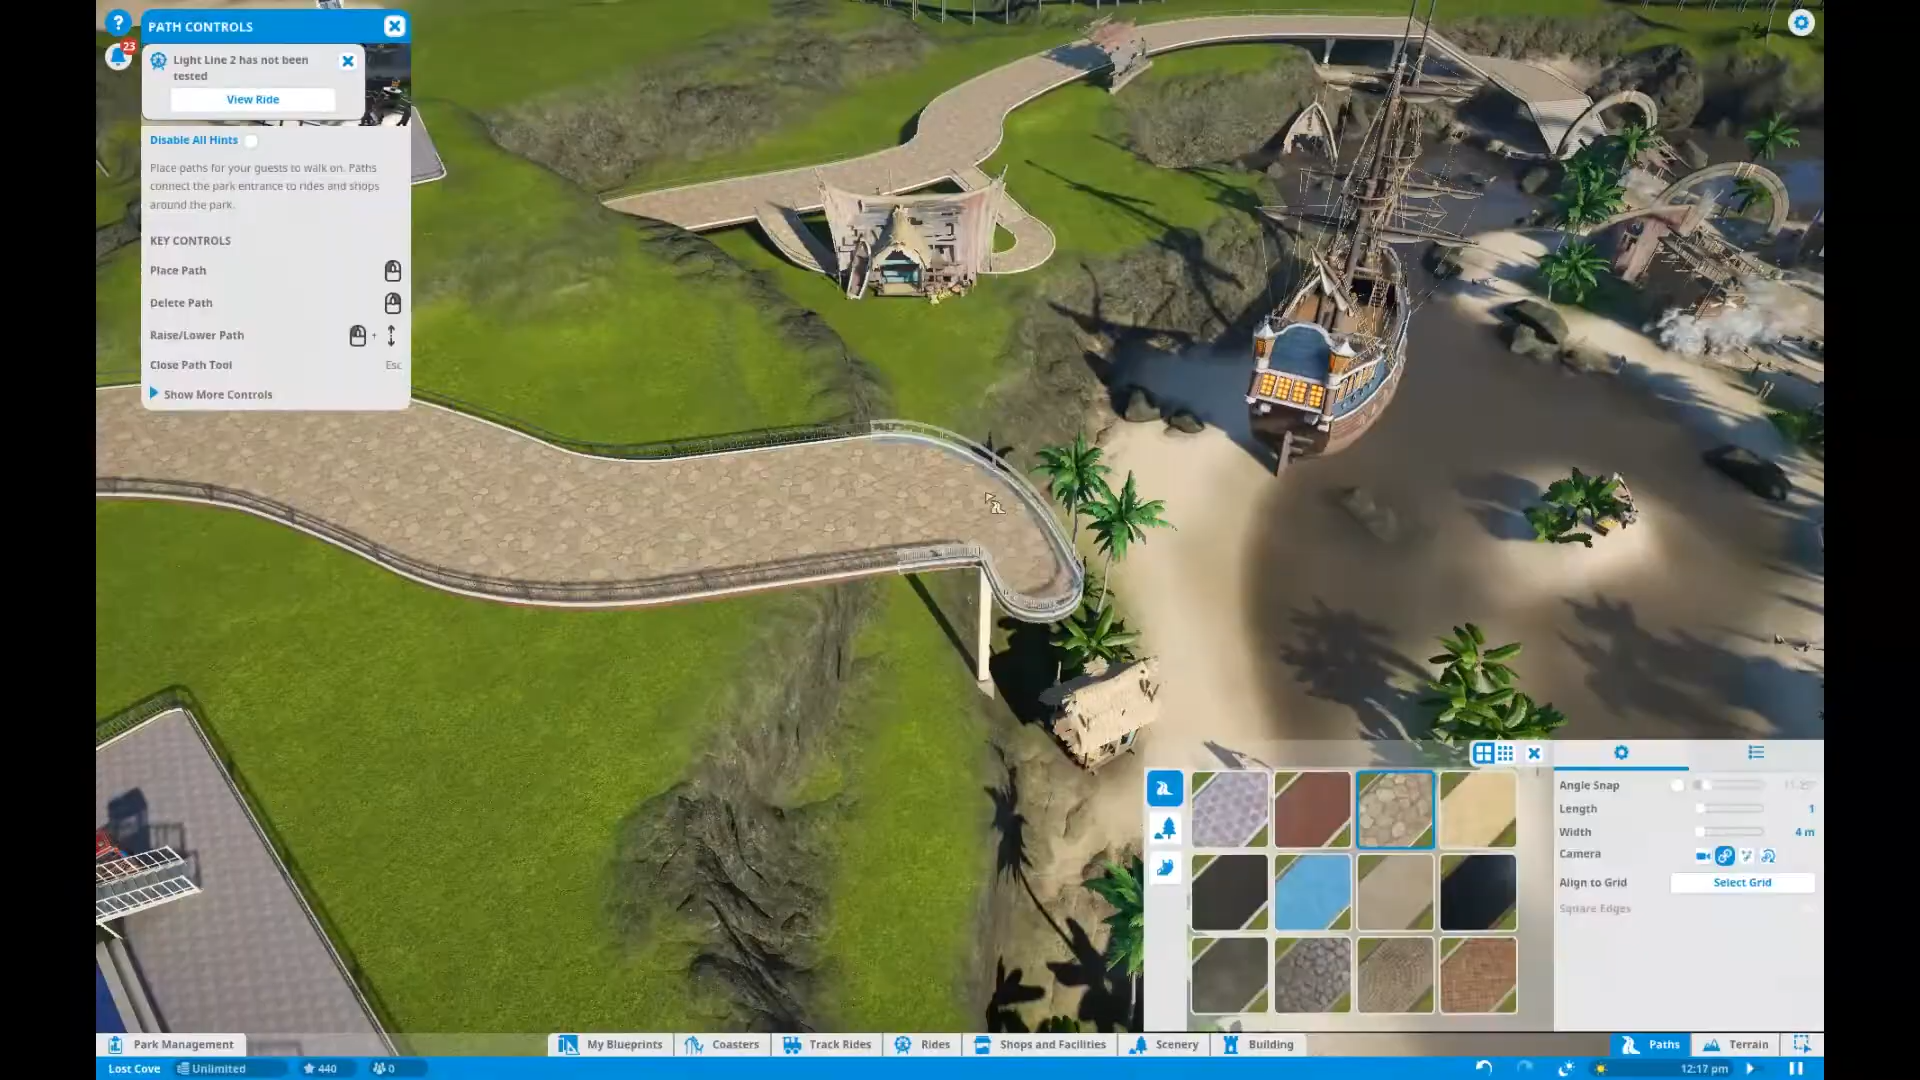 ?
PATH CONTROLS
23
Light Line 2 has not been
tested
View Ride
Disable All Hints
Place paths for your guests to walk on. Paths
connect the park entrance to rides and shops
around the park.
KEY CONTROLS
Place Path
Delete Path
Raise/Lower Path
+
Close Path Tool Esc
Show More Controls
Angle Snap 11.25°
Length 1
Width 4 m
Camera
Align to Grid Select Grid
Square Edges
Park Management My Blueprints Coasters Track Rides Rides Shops and Facilities Scenery Building Paths Terrain
Lost Cove Unlimited 440 0 12:17 pm